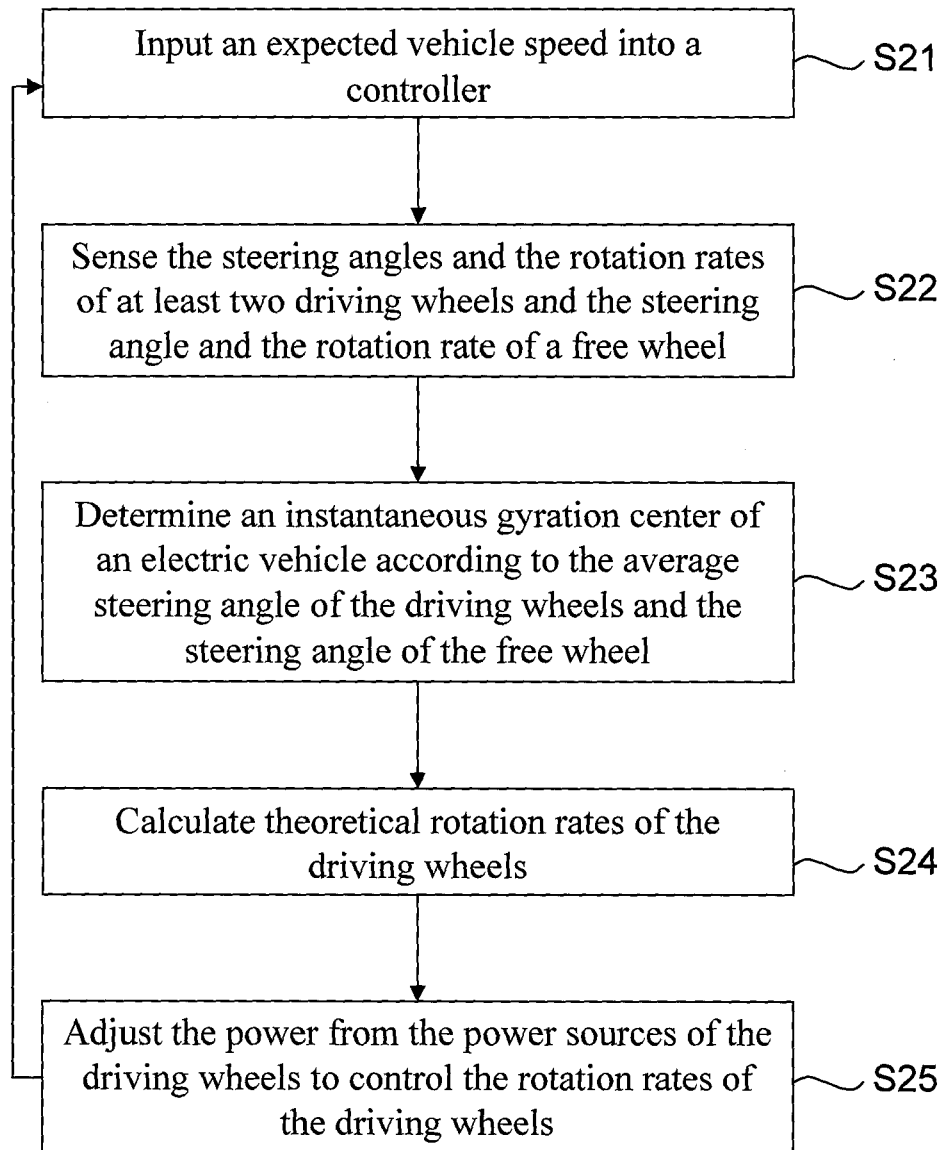 Input an expected vehicle speed into a
controller
S21
Sense the steering angles and the rotation rates
of at least two driving wheels and the steering
angle and the rotation rate of a free wheel
S22
Determine an instantaneous gyration center of
an electric vehicle according to the average
steering angle of the driving wheels and the
steering angle of the free wheel
S23
Calculate theoretical rotation rates of the
driving wheels
S24
Adjust the power from the power sources of the
driving wheels to control the rotation rates of
the driving wheels
S25